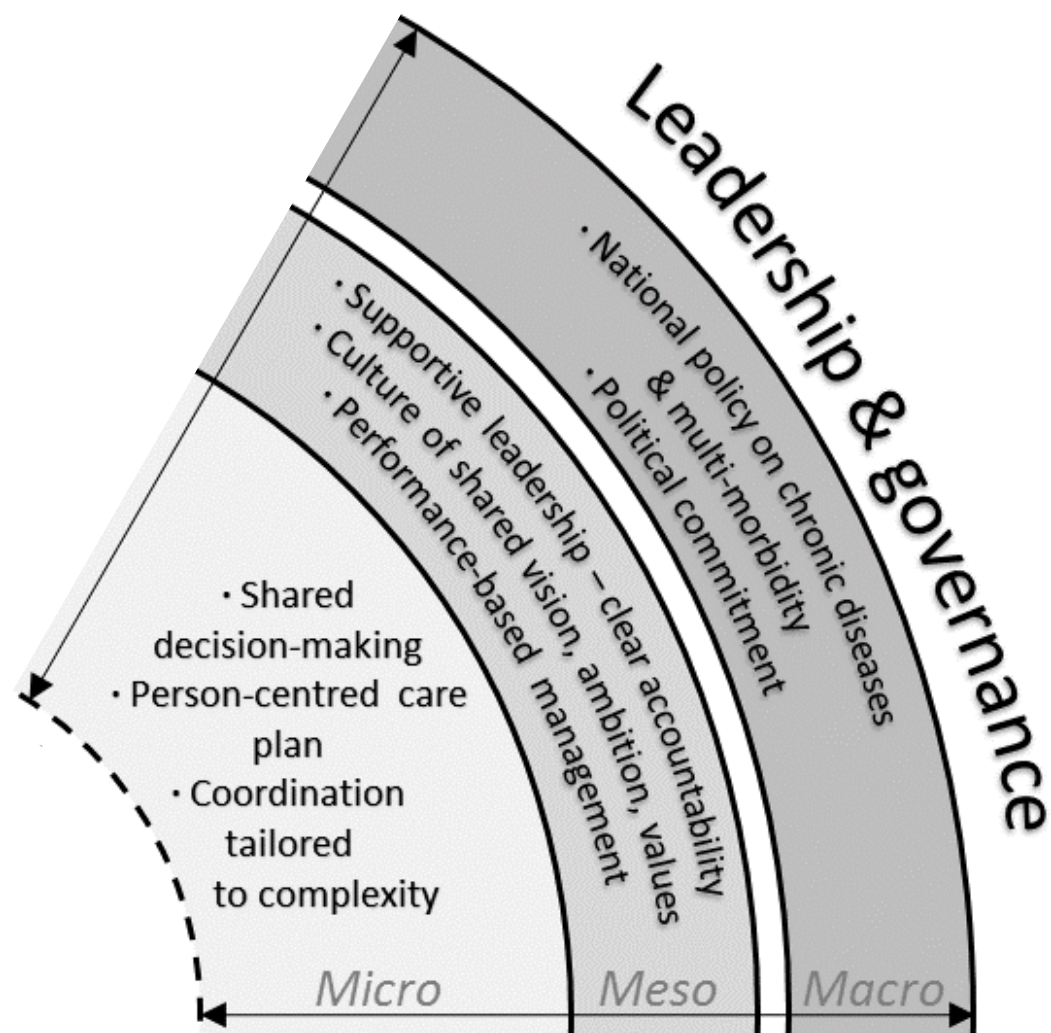 Leadership & governance
· National policy on chronic diseases
& multi-morbidity
· Political commitment
· Supportive leadership – clear accountability
· Culture of shared vision, ambition, values
· Performance-based management
· Shared
decision-making
· Person-centred care
plan
· Coordination
tailored
to complexity
Micro
Meso
Macro